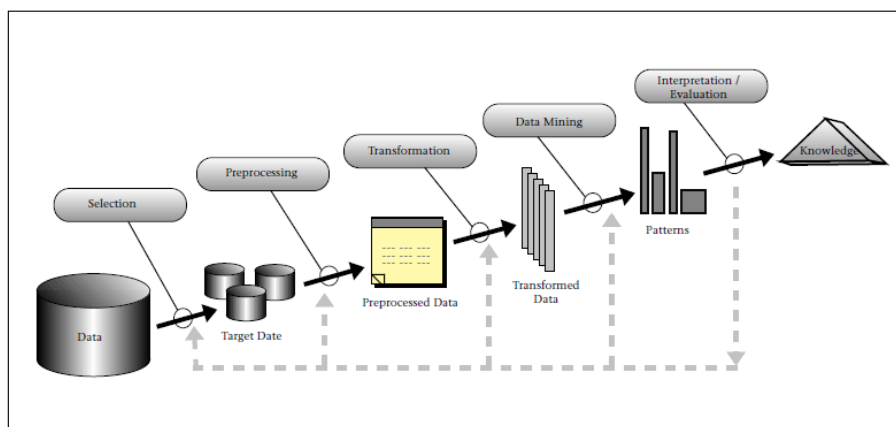 Interpretation /
Evaluation
Data Mining
Transformation
Preprocessing
Selection
Knowledge
Patterns
Transformed
Data
Preprocessed Data
Target Date
Data